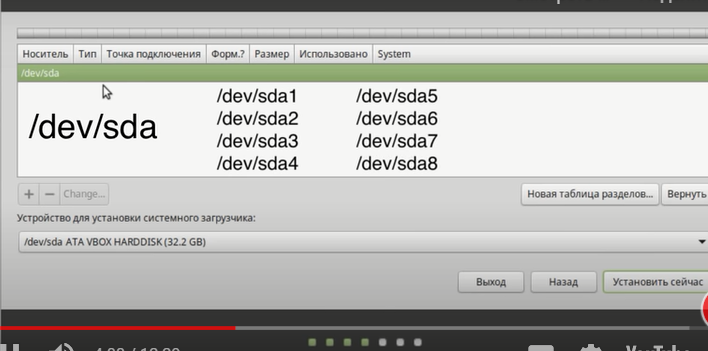 Носитель Тип Точка подключения Форм.? Размер Использовано System
/dev/sda
/dev/sda
/dev/sda1 /dev/sda5
/dev/sda2 /dev/sda6
/dev/sda3 /dev/sda7
/dev/sda4 /dev/sda8
+ − Change... Новая таблица разделов... Вернуть
Устройство для установки системного загрузчика:
/dev/sda ATA VBOX HARDDISK (32.2 GB)
Выход Назад Установить сейчас
YouTube